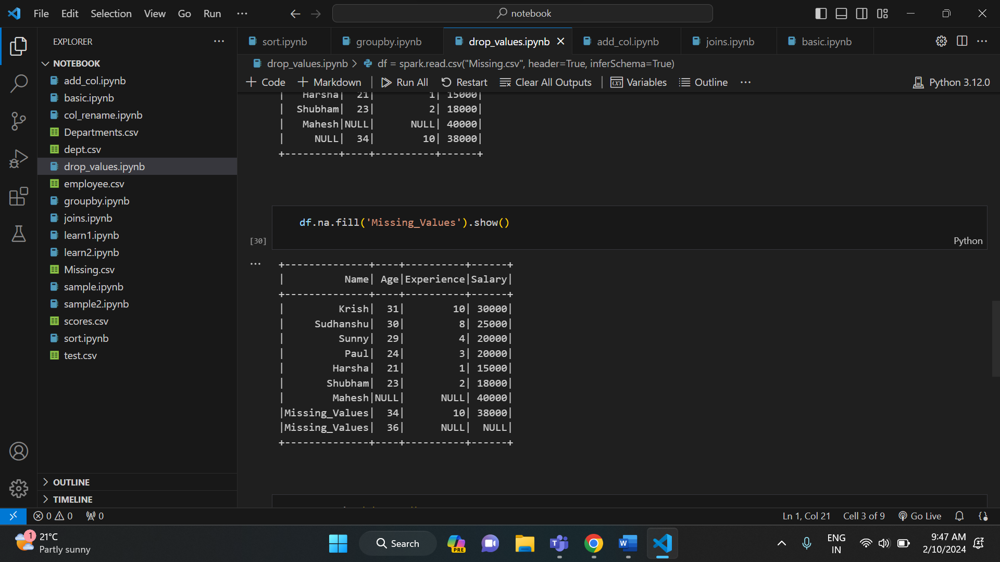 File Edit Selection View Go Run ··· notebook
EXPLORER ···
sort.ipynb groupby.ipynb drop_values.ipynb add_col.ipynb joins.ipynb basic.ipynb ···
NOTEBOOK
add_col.ipynb
basic.ipynb
col_rename.ipynb
Departments.csv
dept.csv
drop_values.ipynb
employee.csv
groupby.ipynb
joins.ipynb
learn1.ipynb
learn2.ipynb
Missing.csv
sample.ipynb
sample2.ipynb
scores.csv
sort.ipynb
test.csv
OUTLINE
TIMELINE
drop_values.ipynb > df = spark.read.csv("Missing.csv", header=True, inferSchema=True)
+ Code + Markdown | Run All Restart Clear All Outputs | Variables Outline ··· Python 3.12.0
|   Harsha|  21|         1| 15000|
|  Shubham|  23|         2| 18000|
|   Mahesh|NULL|      NULL| 40000|
|     NULL|  34|        10| 38000|
+---------+----+----------+------+
df.na.fill('Missing_Values').show()
[30]
Python
···
+--------------+----+----------+------+
|          Name| Age|Experience|Salary|
+--------------+----+----------+------+
|         Krish|  31|        10| 30000|
|     Sudhanshu|  30|         8| 25000|
|         Sunny|  29|         4| 20000|
|          Paul|  24|         3| 20000|
|        Harsha|  21|         1| 15000|
|       Shubham|  23|         2| 18000|
|        Mahesh|NULL|      NULL| 40000|
|Missing_Values|  34|        10| 38000|
|Missing_Values|  36|      NULL|  NULL|
+--------------+----+----------+------+
0 0 0 Ln 1, Col 21 Cell 3 of 9 Go Live
1 21°C
Partly sunny
Search
PRE
ENG
IN
9:47 AM
2/10/2024